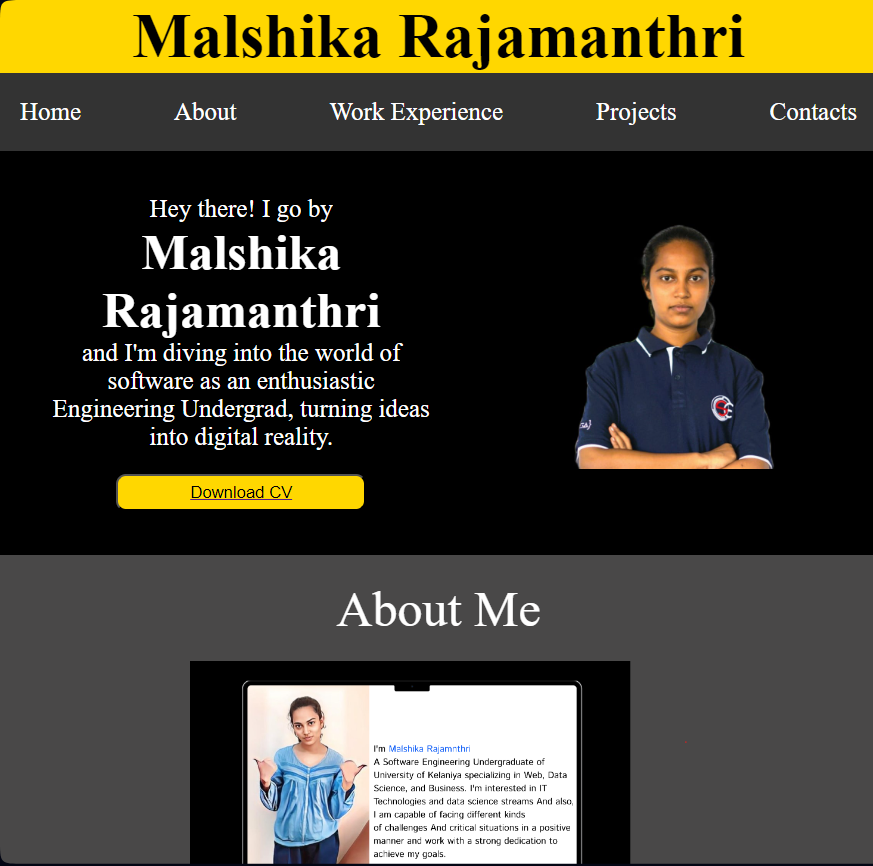 Malshika Rajamanthri
Home About Work Experience Projects Contacts
Hey there! I go by
Malshika
Rajamanthri
and I'm diving into the world of
software as an enthusiastic
Engineering Undergrad, turning ideas
into digital reality.
Download CV
About Me
I'm Malshika Rajamnthri
A Software Engineering Undergraduate of
University of Kelaniya specializing in Web, Data
Science, and Business. I'm interested in IT
Technologies and data science streams And also,
I am capable of facing different kinds
of challenges And critical situations in a positive
manner and work with a strong dedication to
achieve my goals.